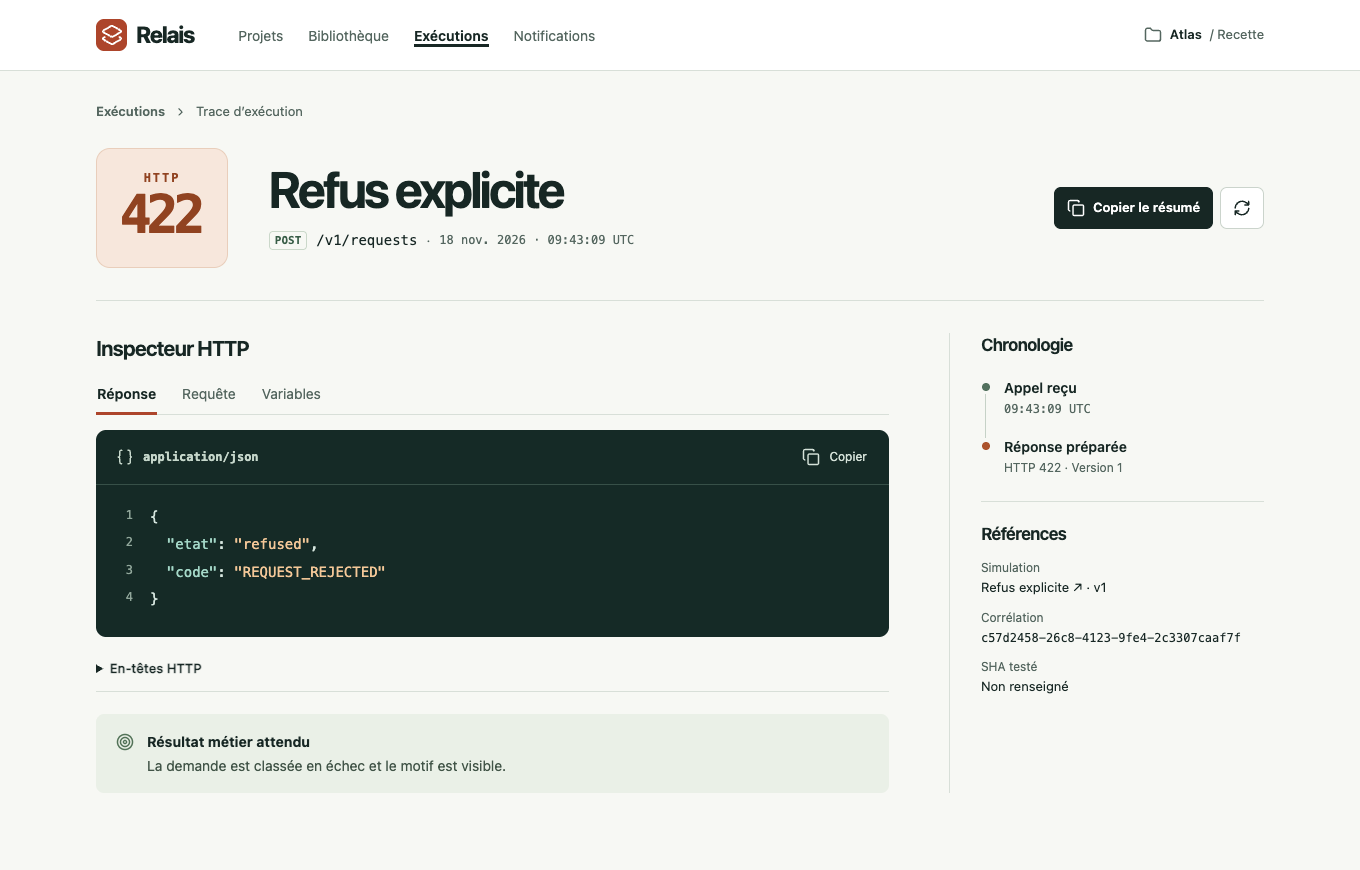 Relais
Projets
Bibliothèque
Exécutions
Notifications
Atlas / Recette
Exécutions > Trace d’exécution
HTTP
422
Refus explicite
POST /v1/requests · 18 nov. 2026 · 09:43:09 UTC
Copier le résumé
Inspecteur HTTP
Réponse
Requête
Variables
{} application/json
Copier
1 {
2 "etat": "refused",
3 "code": "REQUEST_REJECTED"
4 }
En-têtes HTTP
Résultat métier attendu
La demande est classée en échec et le motif est visible.
Chronologie
Appel reçu
09:43:09 UTC
Réponse préparée
HTTP 422 · Version 1
Références
Simulation
Refus explicite ↗ · v1
Corrélation
c57d2458-26c8-4123-9fe4-2c3307caaf7f
SHA testé
Non renseigné